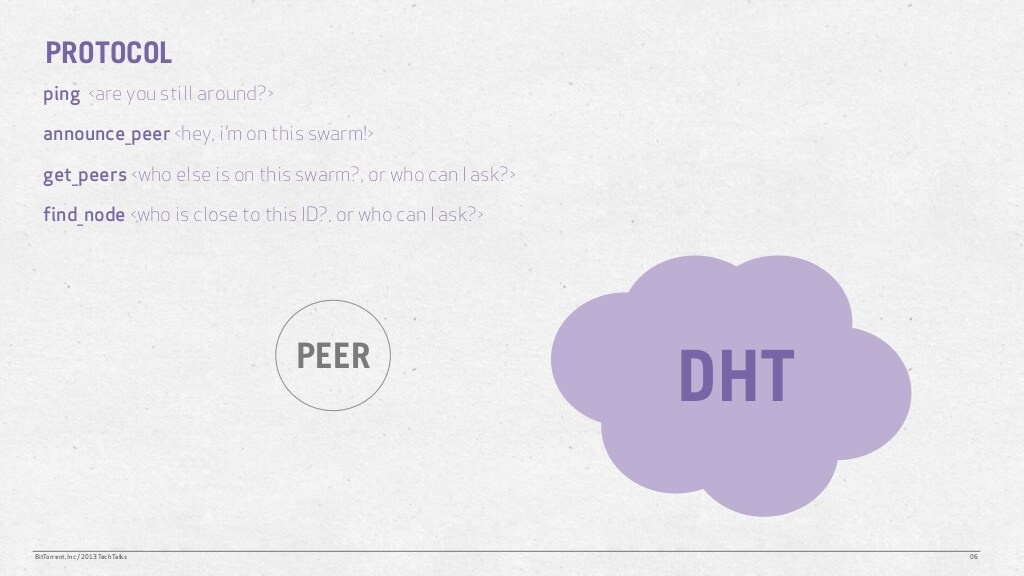 PROTOCOL
ping <are you still around?>
announce_peer <hey, i'm on this swarm!>
get_peers <who else is on this swarm?, or who can I ask?>
find_node <who is close to this ID?, or who can I ask?>
PEER
DHT
BitTorrent, Inc / 2013 Tech Talks
06